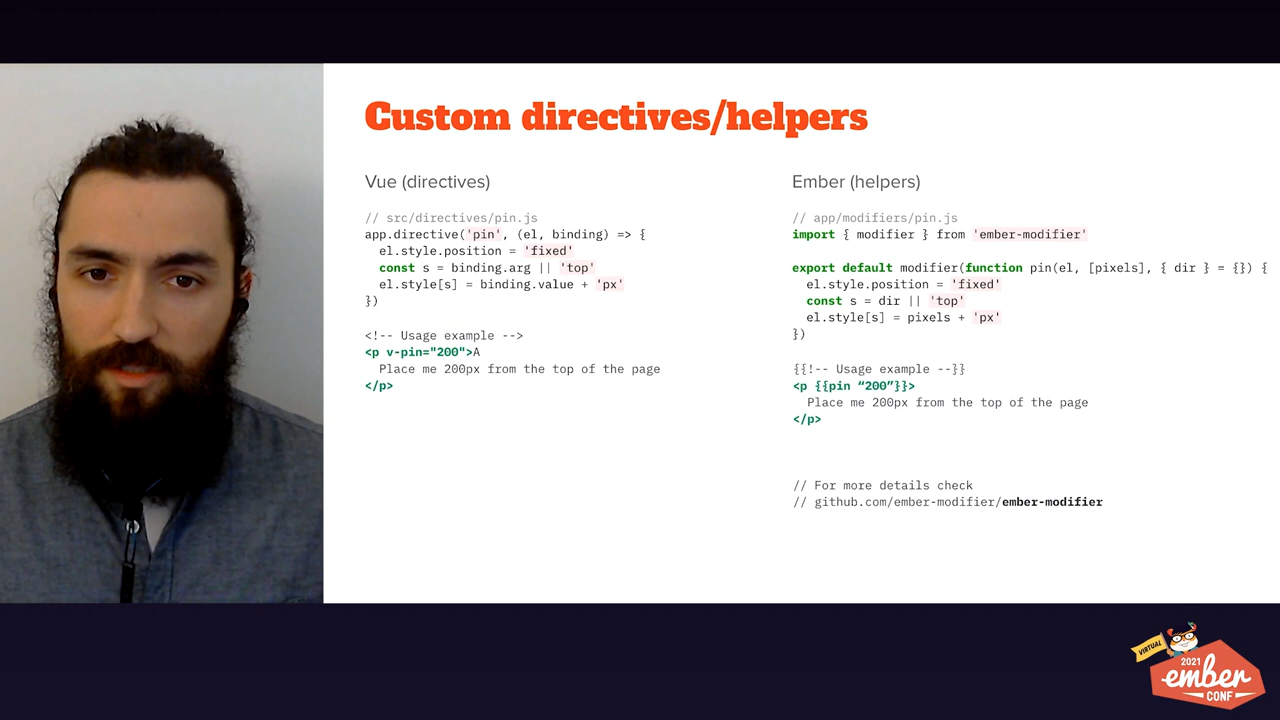 Custom directives/helpers
Vue (directives)
// src/directives/pin.js
app.directive('pin', (el, binding) => {
  el.style.position = 'fixed'
  const s = binding.arg || 'top'
  el.style[s] = binding.value + 'px'
})
<!-- Usage example -->
<p v-pin="200">A
  Place me 200px from the top of the page
</p>
Ember (helpers)
// app/modifiers/pin.js
import { modifier } from 'ember-modifier'
export default modifier(function pin(el, [pixels], { dir } = {}) {
  el.style.position = 'fixed'
  const s = dir || 'top'
  el.style[s] = pixels + 'px'
})
{{!-- Usage example --}}
<p {{pin “200”}}>
  Place me 200px from the top of the page
</p>
// For more details check
// github.com/ember-modifier/ember-modifier
VIRTUAL
2021
ember
CONF